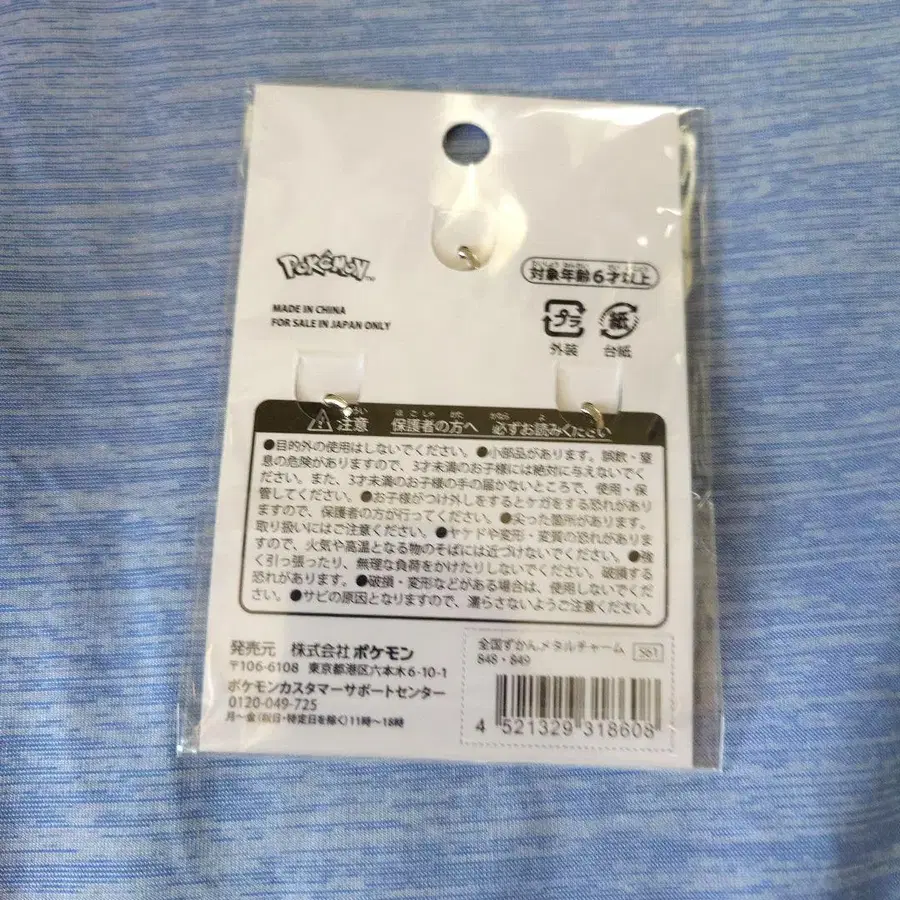 POKÉMON
TM
対象年齢6才以上
MADE IN CHINA
FOR SALE IN JAPAN ONLY
プラ
紙
外装
台紙
注意 保護者の方へ 必ずお読みください
●目的外の使用はしないでください。●小部品があります。誤飲・窒
息の危険がありますので、3才未満のお子様には絶対に与えないでく
ださい。また、3才未満のお子様の手の届かないところで、使用・保
管してください。●お子様がつけ外しをするとケガをする恐れがあり
ますので、保護者の方が行ってください。●尖った箇所があります。
取り扱いにはご注意ください。●ヤケドや変形・変質の恐れがありま
すので、火気や高温となる物のそばには近づけないでください。●強
く引っ張ったり、無理な負荷をかけたりしないでください。破損する
恐れがあります。●破損・変形などがある場合は、使用しないでくだ
さい。●サビの原因となりますので、濡らさないようご注意ください。
発売元 株式会社 ポケモン
〒106-6108 東京都港区六本木6-10-1
ポケモンカスタマーサポートセンター
0120-049-725
月～金(祝日・特定日を除く)11時～18時
全国ずかんメタルチャーム S61
848・849
4 521329 318608